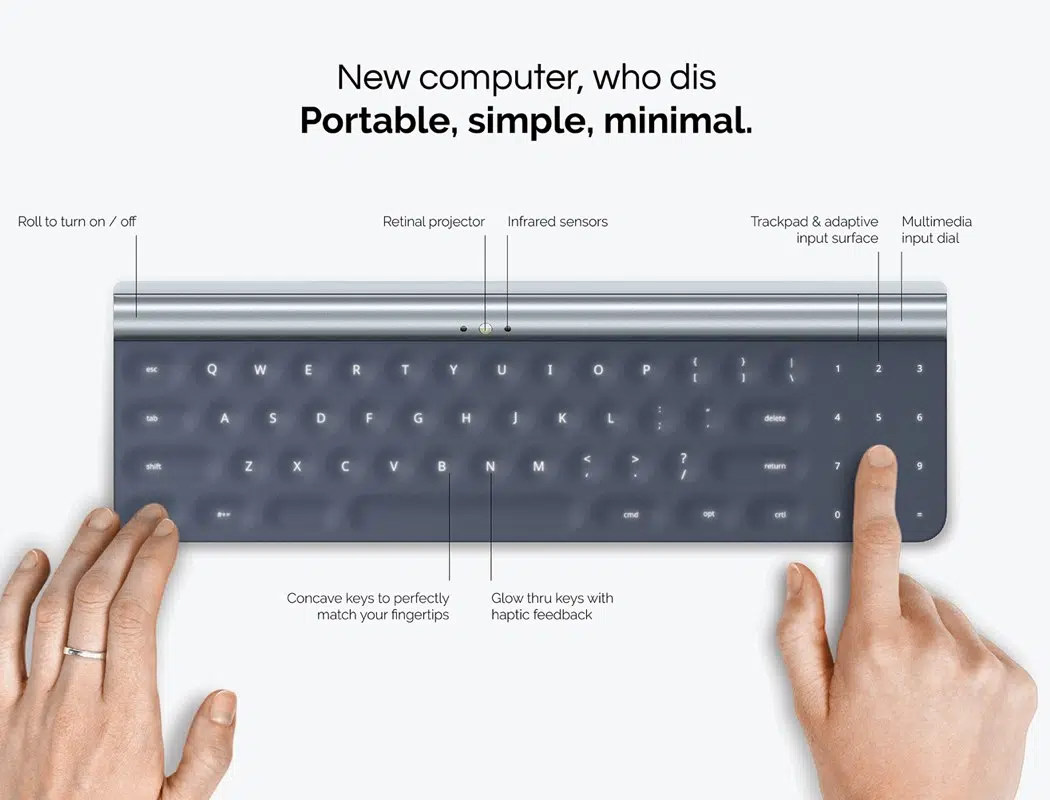 New computer, who dis
Portable, simple, minimal.
Roll to turn on / off
Retinal projector
Infrared sensors
Trackpad & adaptive
input surface
Multimedia
input dial
esc Q W E R T Y U I O P { [ } ] | \ 1 2 3
tab A S D F G H J K L : ; " ' delete 4 5 6
shift Z X C V B N M < , > . ? / return 7 9
cmd opt crtl 0 =
Concave keys to perfectly
match your fingertips
Glow thru keys with
haptic feedback